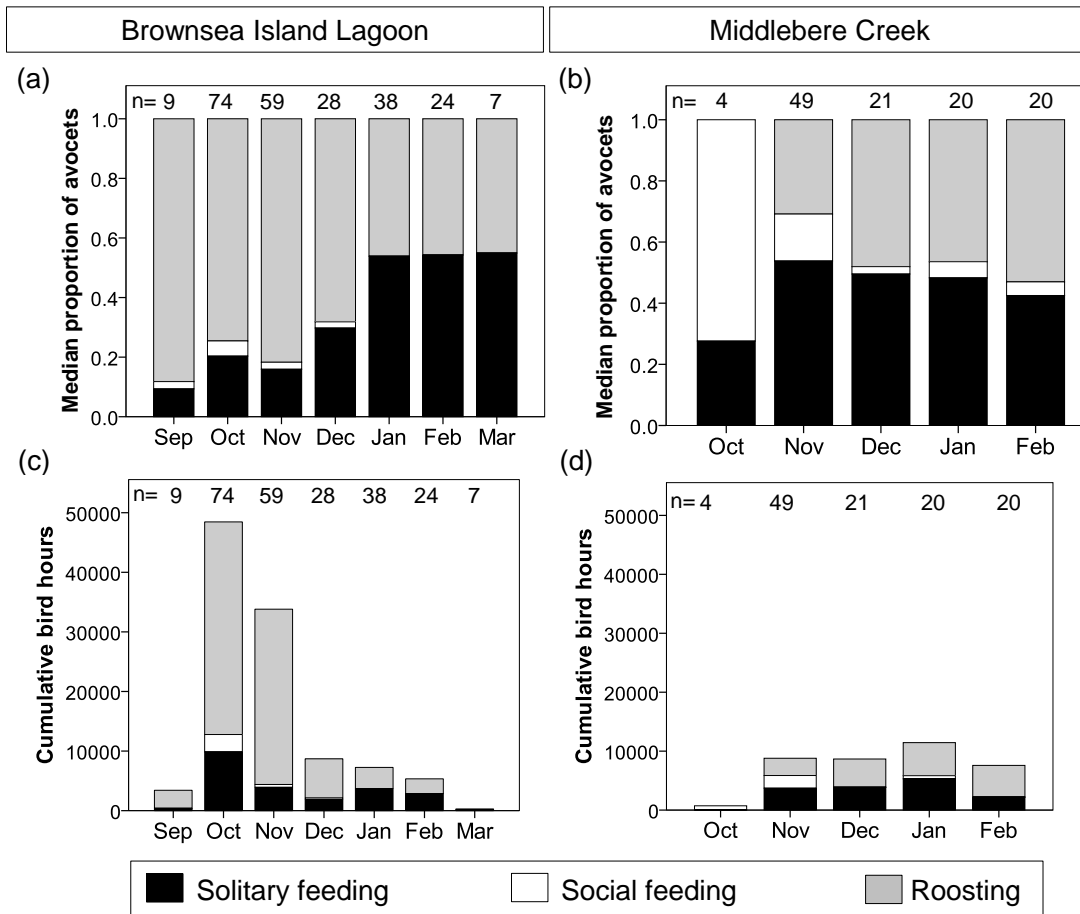 Brownsea Island Lagoon
Middlebere Creek
(a)
n= 9 74 59 28 38 24 7
Median proportion of avocets
1.0
0.8
0.6
0.4
0.2
0.0
Sep Oct Nov Dec Jan Feb Mar
(b)
n= 4 49 21 20 20
Median proportion of avocets
1.0
0.8
0.6
0.4
0.2
0.0
Oct Nov Dec Jan Feb
(c)
n= 9 74 59 28 38 24 7
Cumulative bird hours
50000
40000
30000
20000
10000
0
Sep Oct Nov Dec Jan Feb Mar
(d)
n= 4 49 21 20 20
Cumulative bird hours
50000
40000
30000
20000
10000
0
Oct Nov Dec Jan Feb
Solitary feeding Social feeding Roosting